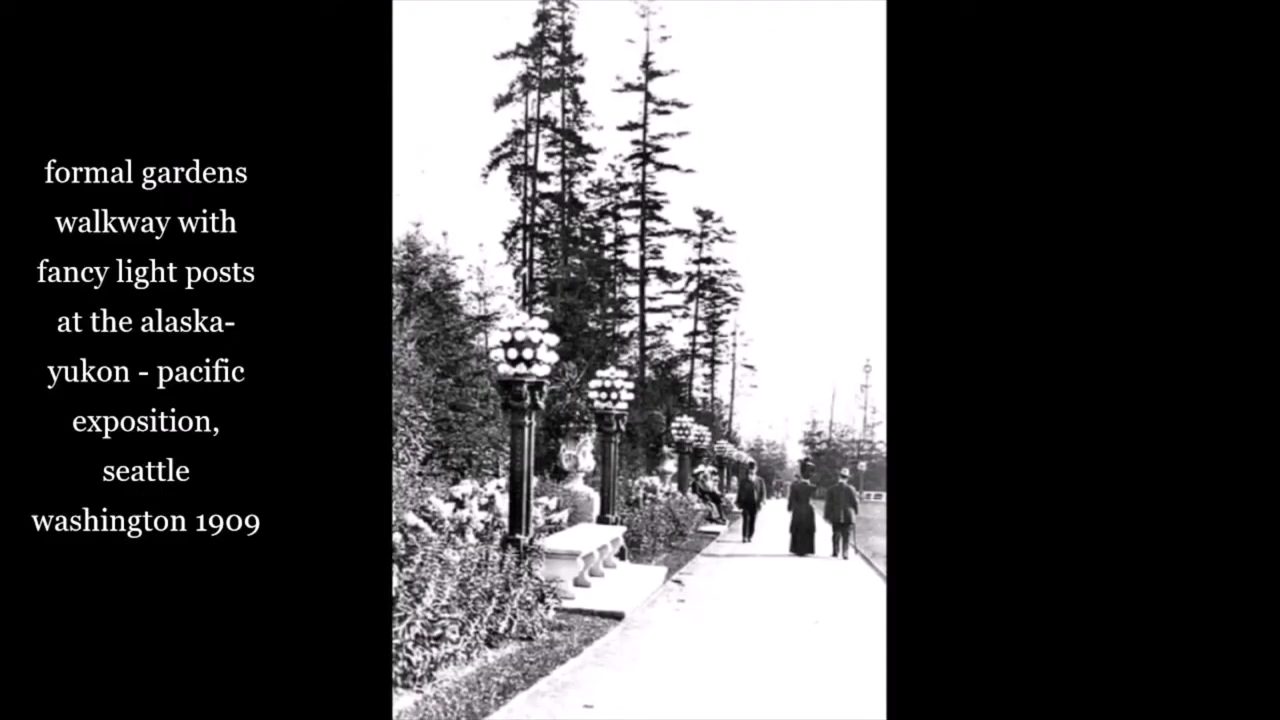 formal gardens
walkway with
fancy light posts
at the alaska-
yukon - pacific
exposition,
seattle
washington 1909